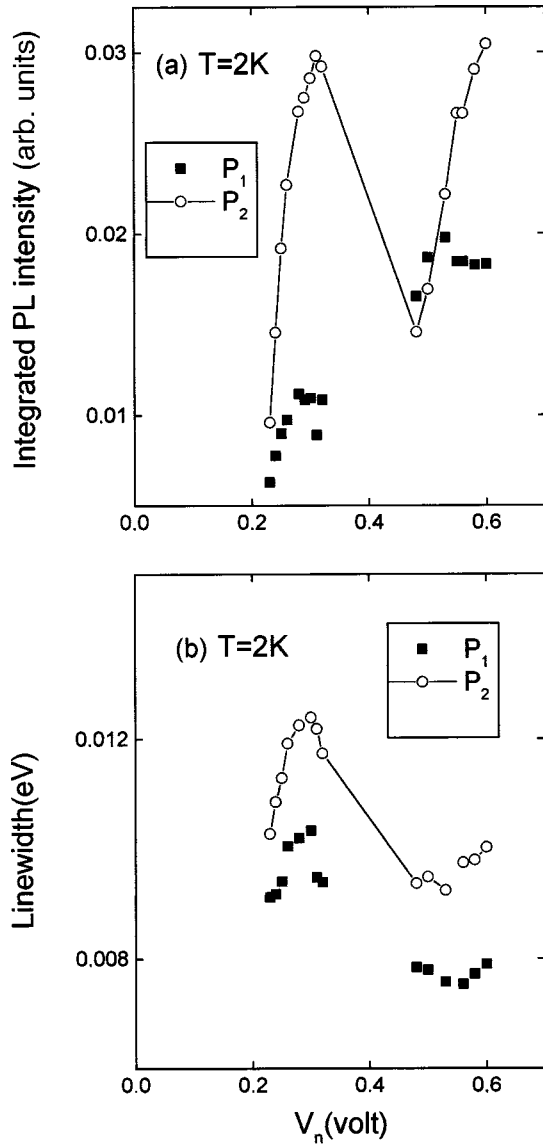 Integrated PL intensity (arb. units)
0.03
0.02
0.01
(a) T=2K
P₁
P₂
0.0 0.2 0.4 0.6
Linewidth(eV)
0.012
0.008
(b) T=2K
P₁
P₂
0.0 0.2 0.4 0.6
Vₙ(volt)